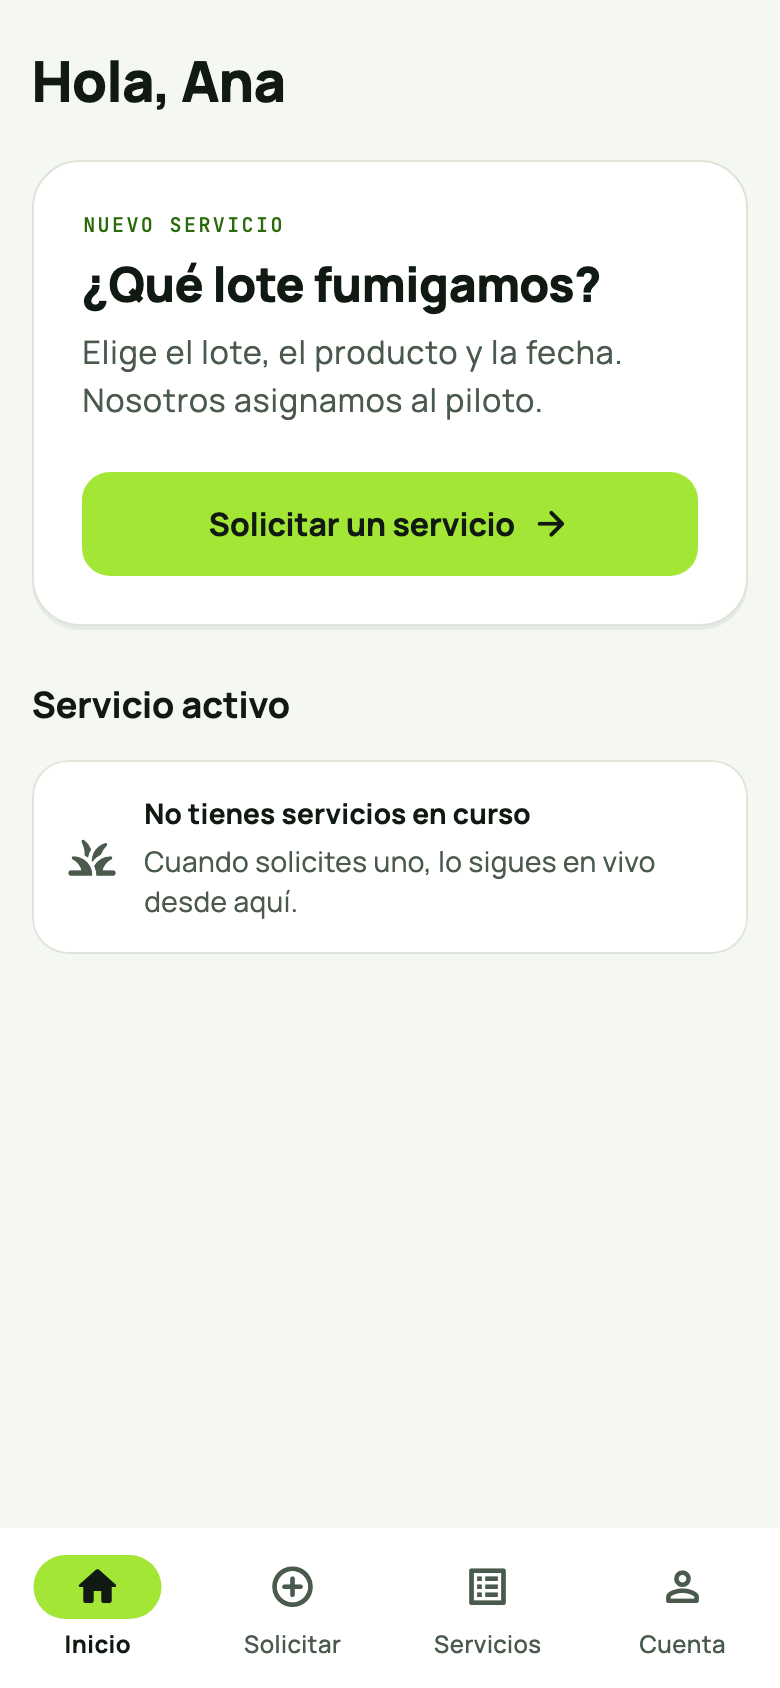 Hola, Ana
NUEVO SERVICIO
¿Qué lote fumigamos?
Elige el lote, el producto y la fecha.
Nosotros asignamos al piloto.
Solicitar un servicio →
Servicio activo
No tienes servicios en curso
Cuando solicites uno, lo sigues en vivo
desde aquí.
Inicio
Solicitar
Servicios
Cuenta